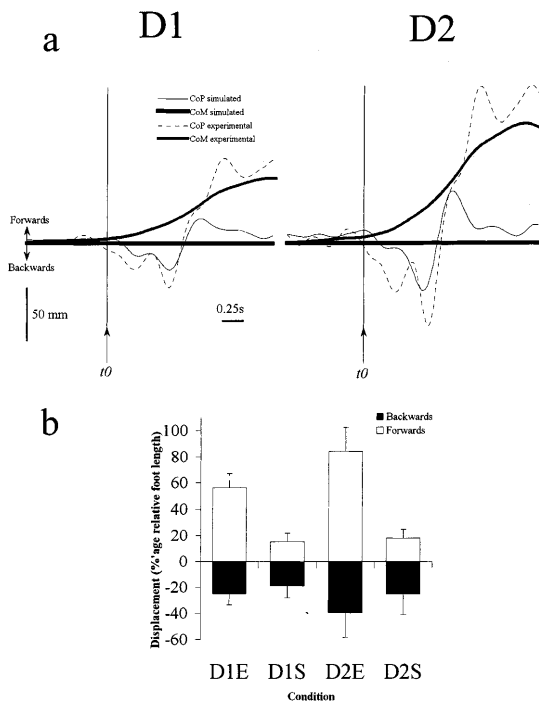 D1
D2
a
CoP simulated
CoM simulated
CoP experimental
CoM experimental
Forwards
Backwards
50 mm
0.25s
t0
t0
b
Backwards
Forwards
Displacement (%'age relative foot length)
100
80
60
40
20
0
-20
-40
-60
D1E D1S D2E D2S
Condition